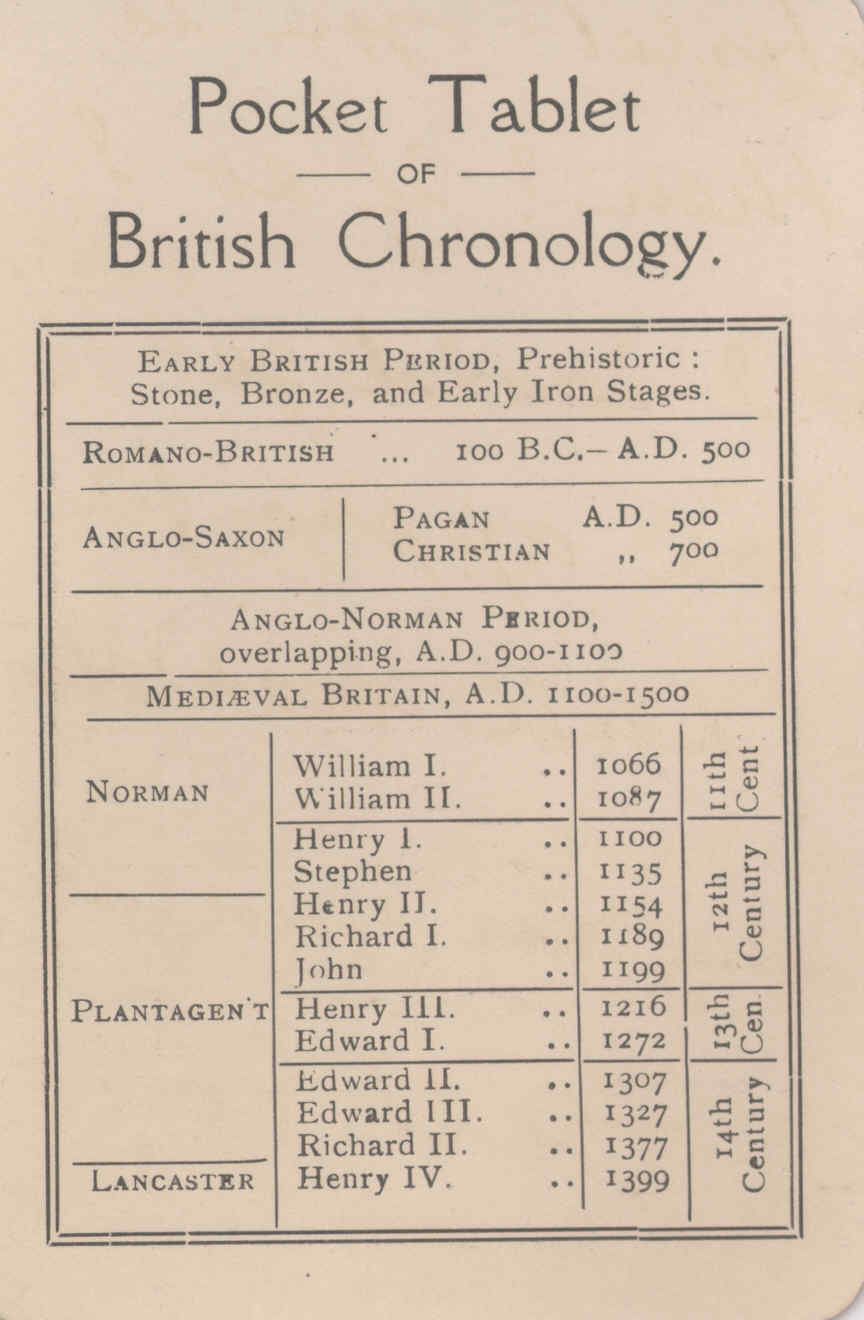 Pocket Tablet
OF
British Chronology.
EARLY BRITISH PERIOD, Prehistoric :
Stone, Bronze, and Early Iron Stages.
ROMANO-BRITISH ... 100 B.C.– A.D. 500
ANGLO-SAXON
PAGAN A.D. 500
CHRISTIAN ,, 700
ANGLO-NORMAN PERIOD,
overlapping, A.D. 900-1100
MEDIÆVAL BRITAIN, A.D. 1100-1500
NORMAN
William I. .. 1066
William II. .. 1087
11th
Cent
Henry I. .. 1100
Stephen .. 1135
Henry II. .. 1154
Richard I. .. 1189
John .. 1199
12th
Century
PLANTAGEN'T
Henry III. .. 1216
Edward I. .. 1272
13th
Cen.
Edward II. .. 1307
Edward III. .. 1327
Richard II. .. 1377
LANCASTER
Henry IV. .. 1399
14th
Century